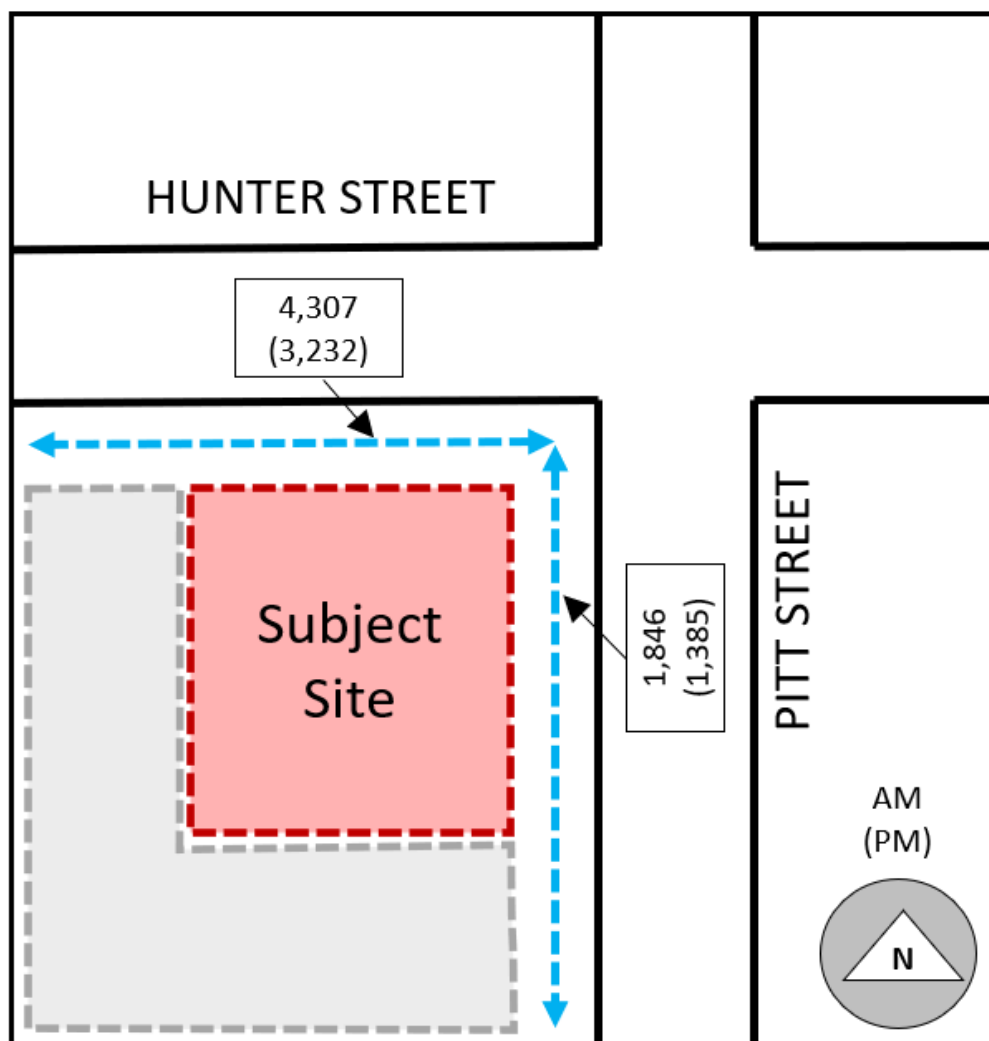 HUNTER STREET
4,307
(3,232)
Subject
Site
1,846
(1,385)
PITT STREET
AM
(PM)
N